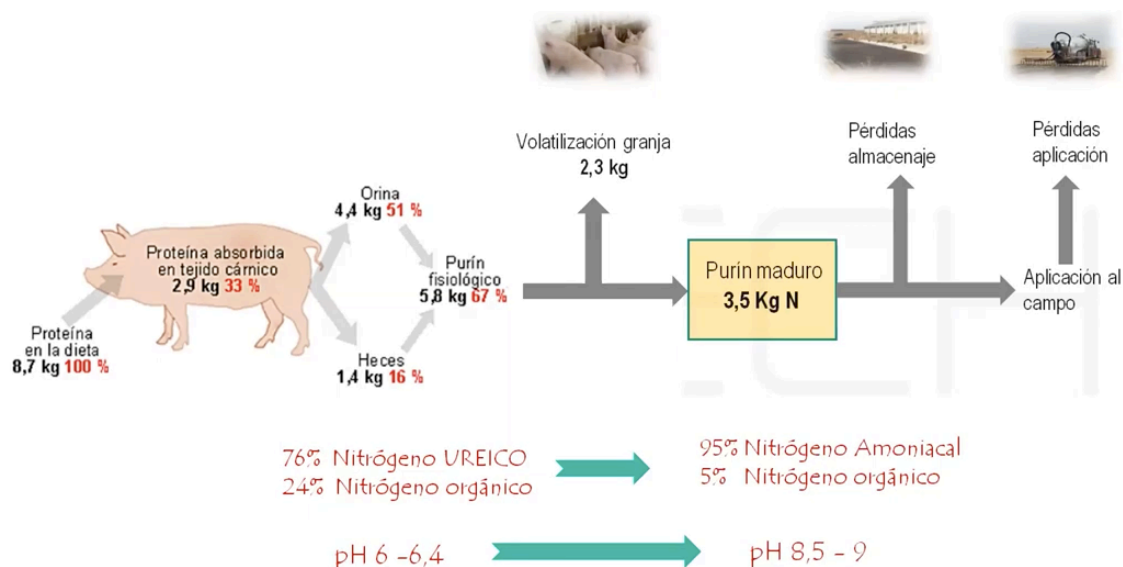 Volatilización granja
2,3 kg
Pérdidas
almacenaje
Pérdidas
aplicación
Orina
4,4 kg 51 %
Proteína absorbida
en tejido cárnico
2,9 kg 33 %
Purín
fisiológico
5,8 kg 67 %
Purín maduro
3,5 Kg N
Aplicación al
campo
Proteína
en la dieta
8,7 kg 100 %
Heces
1,4 kg 16 %
76% Nitrógeno UREICO
24% Nitrógeno orgánico
95% Nitrógeno Amoniacal
5% Nitrógeno orgánico
pH 6 -6,4
pH 8,5 - 9